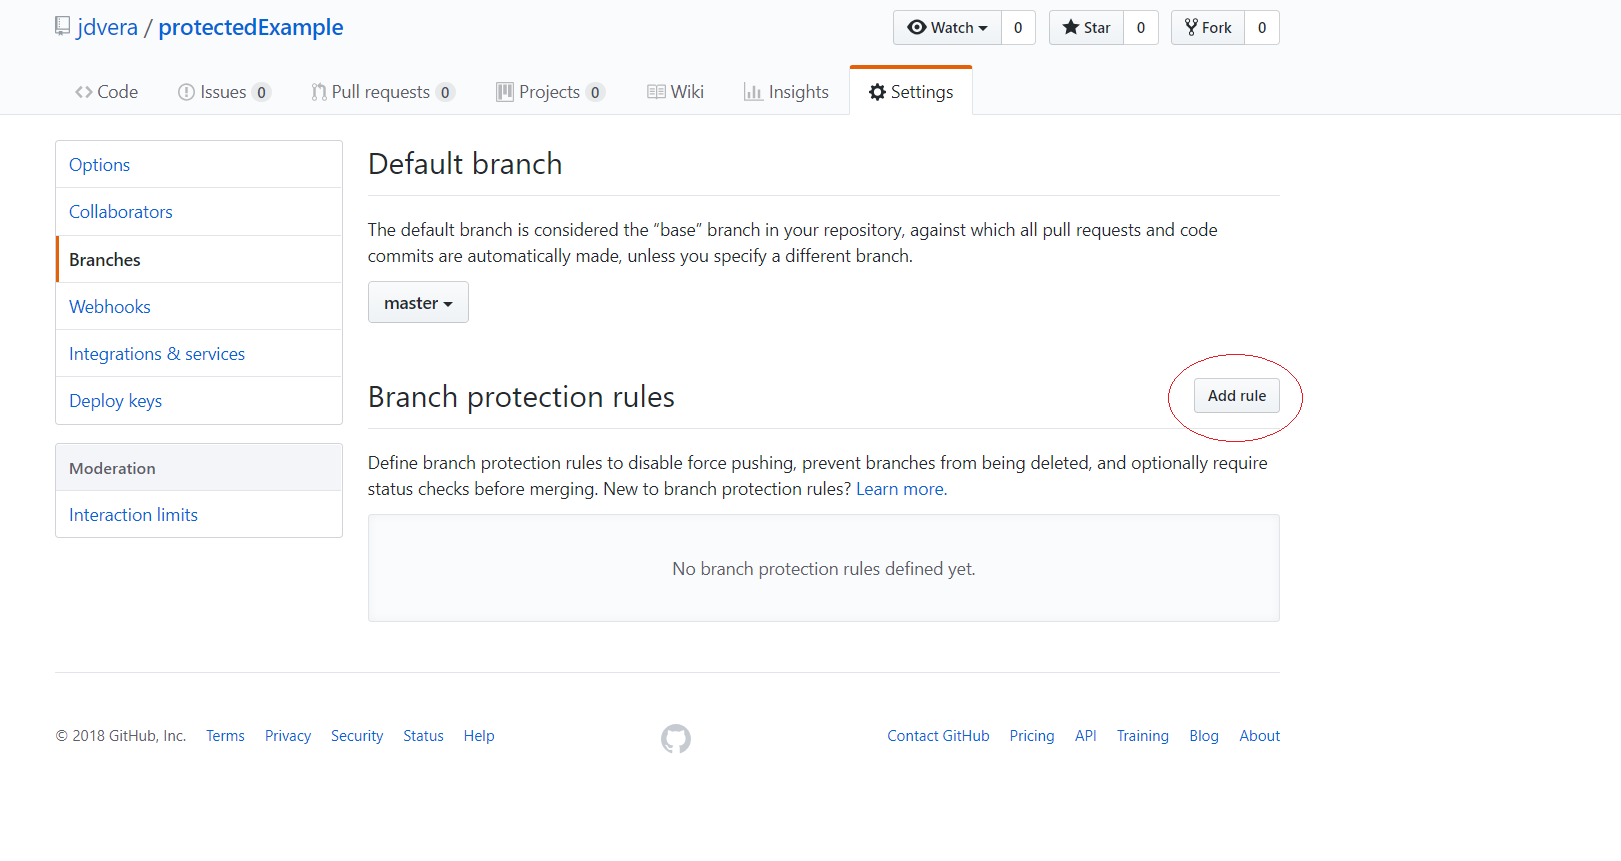 jdvera / protectedExample
Watch 0 Star 0 Fork 0
Code Issues 0 Pull requests 0 Projects 0 Wiki Insights Settings
Options
Collaborators
Branches
Webhooks
Integrations & services
Deploy keys
Moderation
Interaction limits
Default branch
The default branch is considered the “base” branch in your repository, against which all pull requests and code
commits are automatically made, unless you specify a different branch.
master
Branch protection rules
Add rule
Define branch protection rules to disable force pushing, prevent branches from being deleted, and optionally require
status checks before merging. New to branch protection rules? Learn more.
No branch protection rules defined yet.
© 2018 GitHub, Inc. Terms Privacy Security Status Help Contact GitHub Pricing API Training Blog About